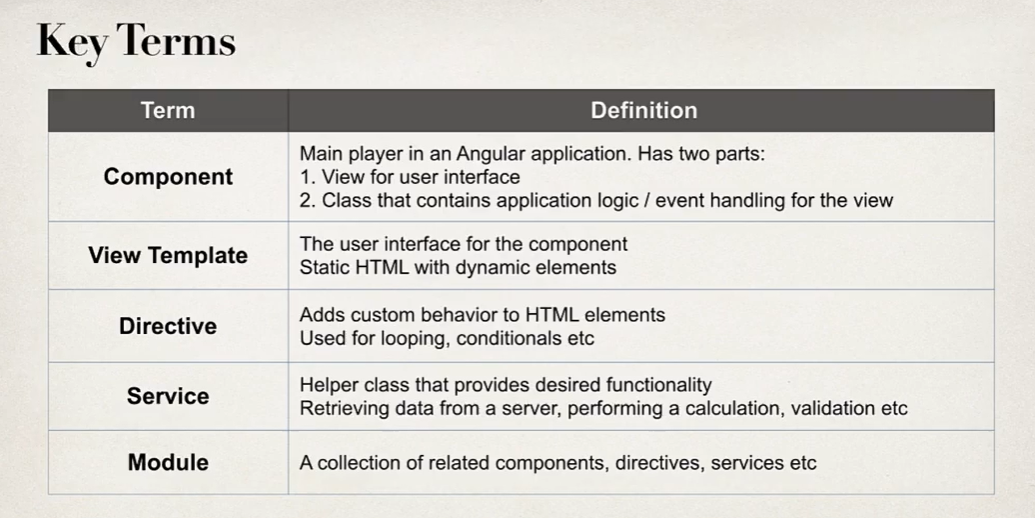 Key Terms
Term
Definition
Component
Main player in an Angular application. Has two parts:
1. View for user interface
2. Class that contains application logic / event handling for the view
View Template
The user interface for the component
Static HTML with dynamic elements
Directive
Adds custom behavior to HTML elements
Used for looping, conditionals etc
Service
Helper class that provides desired functionality
Retrieving data from a server, performing a calculation, validation etc
Module
A collection of related components, directives, services etc